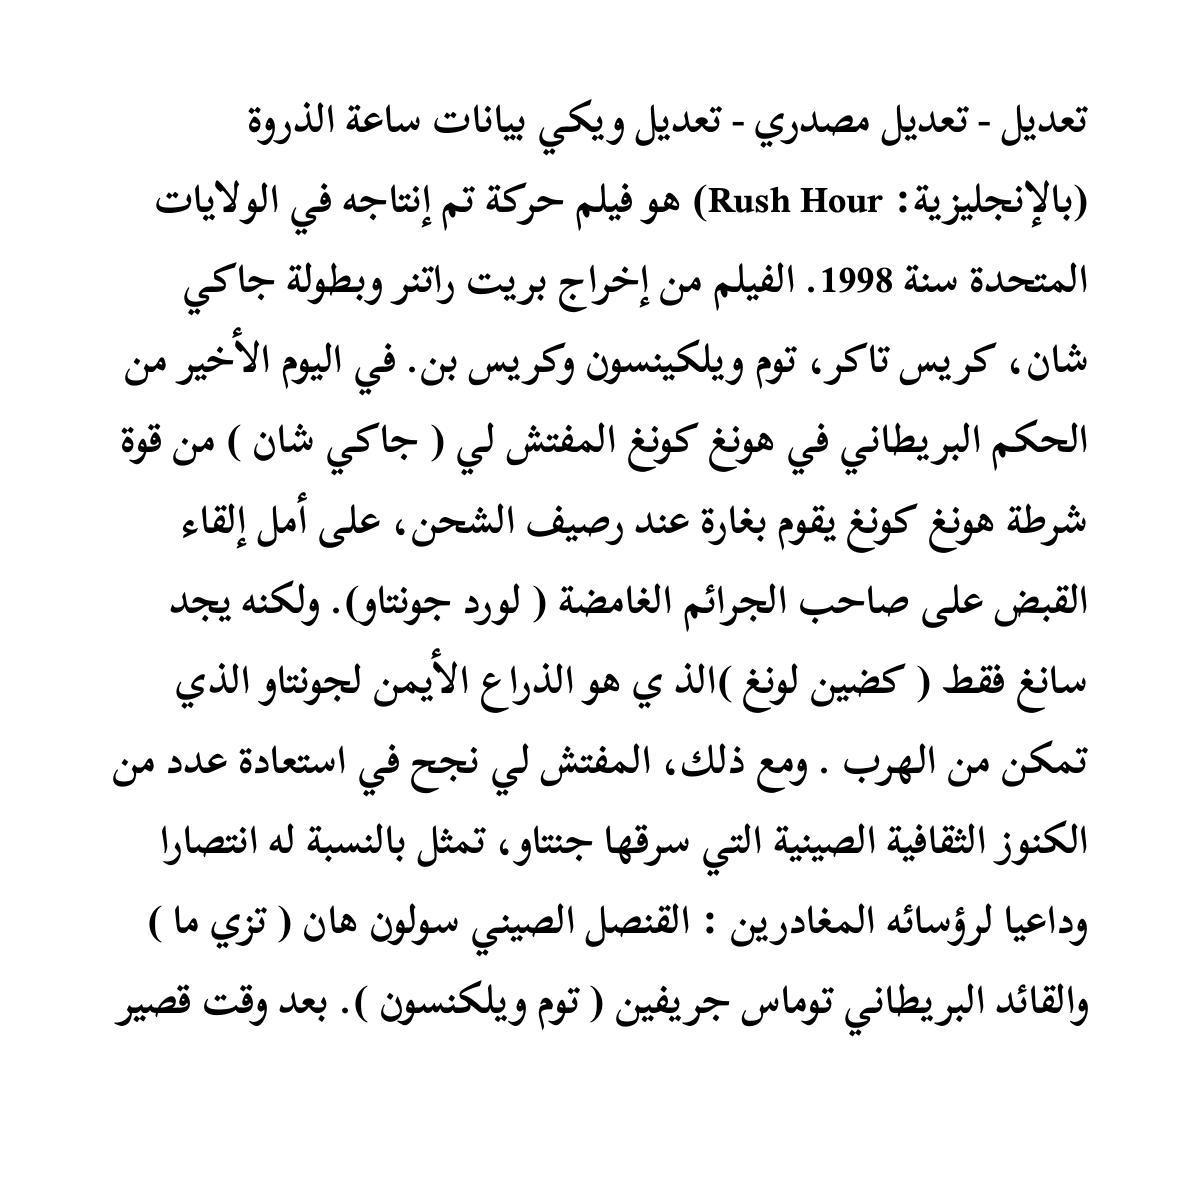 تعديل - تعديل مصدري - تعديل ويكي بيانات ساعة الذروة
(بالإنجليزية: Rush Hour) هو فيلم حركة تم إنتاجه في الولايات
المتحدة سنة 1998. الفيلم من إخراج بريت راتنر وبطولة جاكي
شان، كريس تاكر، توم ويلكينسون وكريس بن. في اليوم الأخير من
الحكم البريطاني في هونغ كونغ المفتش لي ( جاكي شان ) من قوة
شرطة هونغ كونغ يقوم بغارة عند رصيف الشحن، على أمل إلقاء
القبض على صاحب الجرائم الغامضة ( لورد جونتاو). ولكنه يجد
سانغ فقط ( كضين لونغ )الذ ي هو الذراع الأيمن لجونتاو الذي
تمكن من الهرب . ومع ذلك، المفتش لي نجح في استعادة عدد من
الكنوز الثقافية الصينية التي سرقها جنتاو، تمثل بالنسبة له انتصارا
وداعيا لرؤسائه المغادرين : القنصل الصيني سولون هان ( تزي ما )
والقائد البريطاني توماس جريفين ( توم ويلكنسون ). بعد وقت قصير